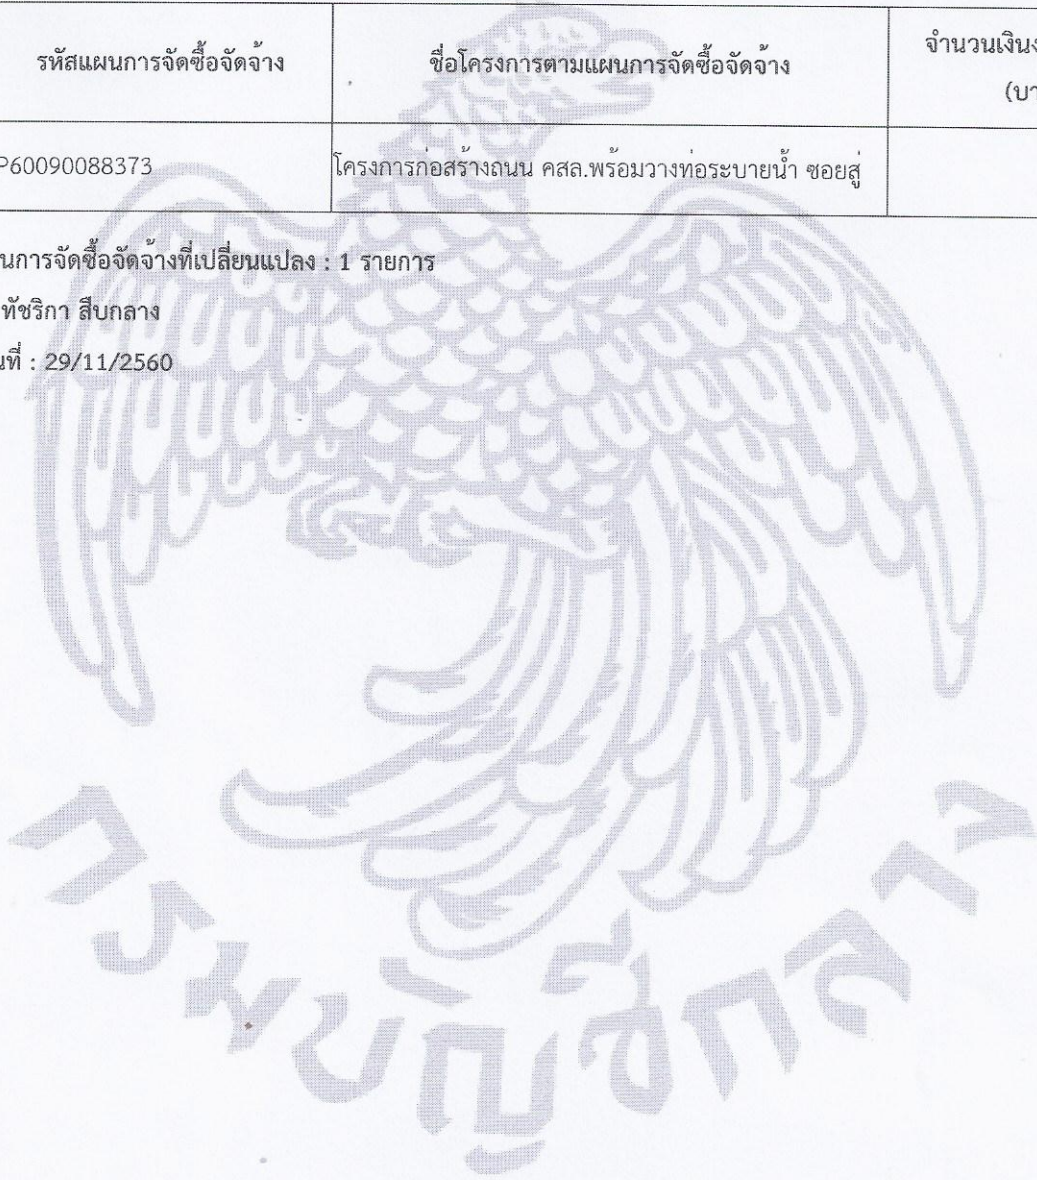 รหัสแผนการจัดซื้อจัดจ้าง
ชื่อโครงการตามแผนการจัดซื้อจัดจ้าง
จำนวนเงินง
(บา
P60090088373
โครงการก่อสร้างถนน คสล.พร้อมวางท่อระบายน้ำ ซอยสู่
นการจัดซื้อจัดจ้างที่เปลี่ยนแปลง : 1 รายการ
ทัชริกา สืบกลาง
นที่ : 29/11/2560
กรมบัญชีกลาง